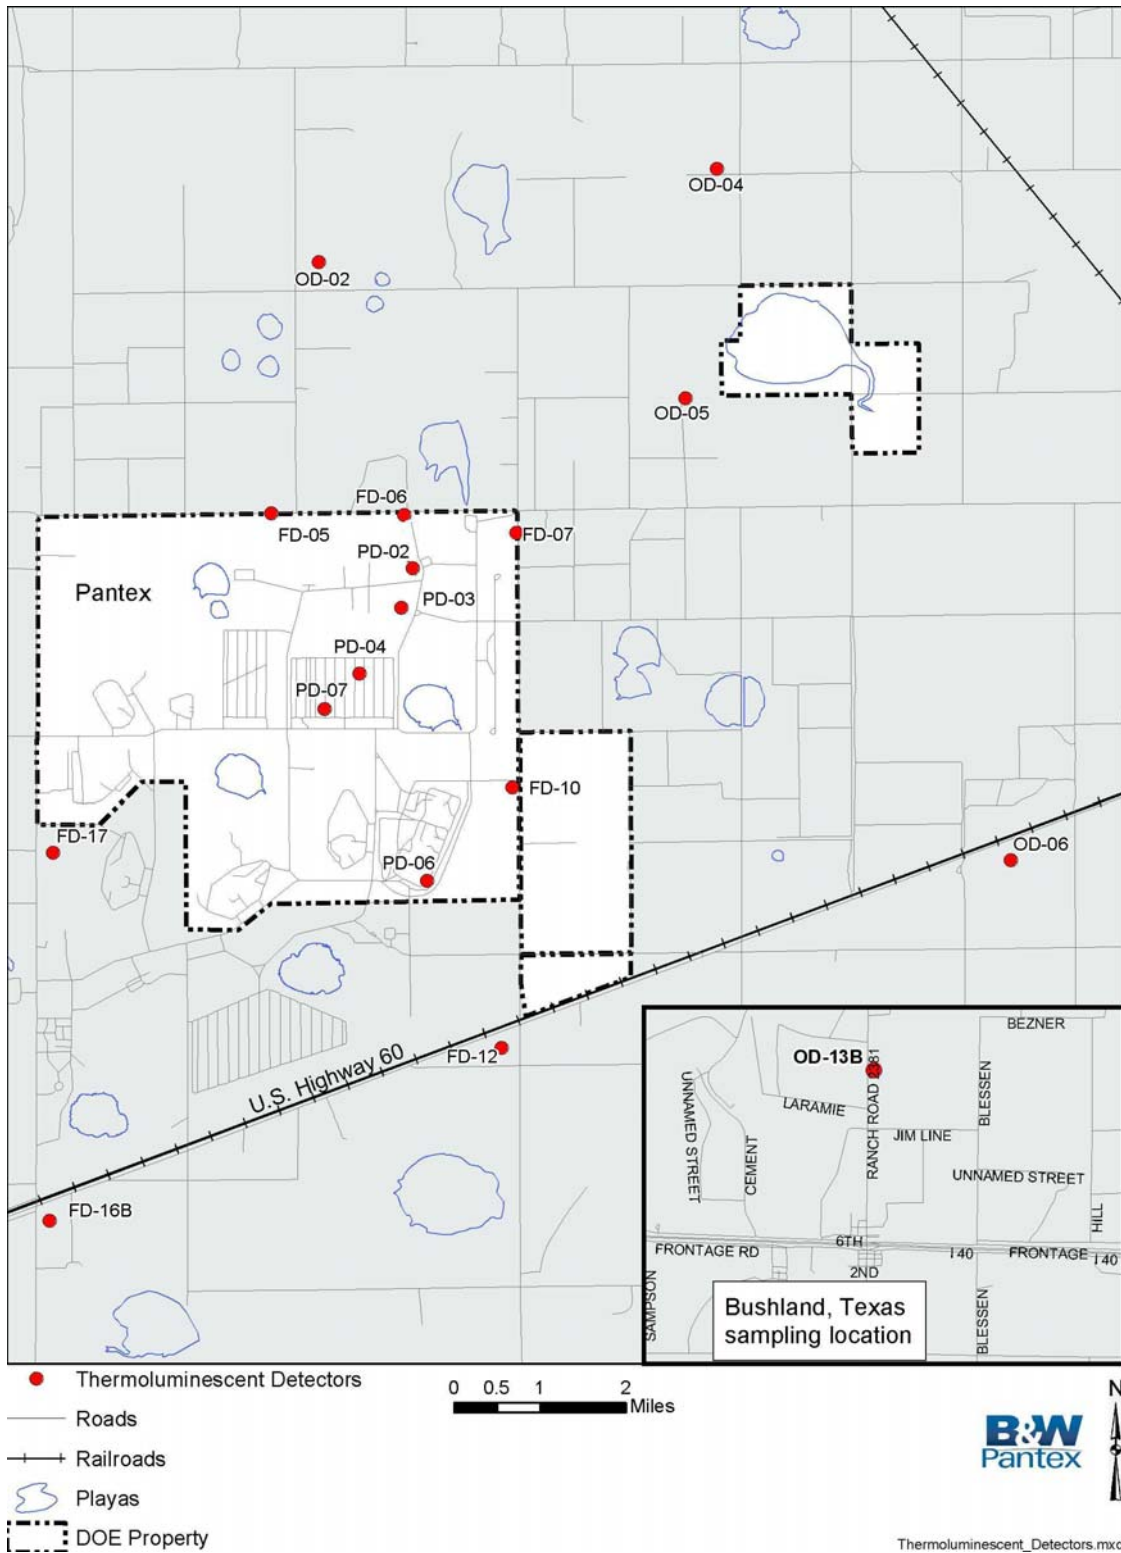 OD-04
OD-02
OD-05
FD-06
FD-05
FD-07
PD-02
Pantex
PD-03
PD-04
PD-07
FD-10
FD-17
OD-06
PD-06
FD-12
U.S. Highway 60
FD-16B
BEZNER
OD-13B
RANCH ROAD 2381
UNNAMED STREET
LARAMIE
BLESSEN
CEMENT
JIM LINE
UNNAMED STREET
HILL
6TH
FRONTAGE RD
I 40
FRONTAGE
I 40
2ND
SAMPSON
BLESSEN
Bushland, Texas
sampling location
Thermoluminescent Detectors
Roads
Railroads
Playas
DOE Property
0 0.5 1 2
Miles
N
B&W
Pantex
Thermoluminescent_Detectors.mxd